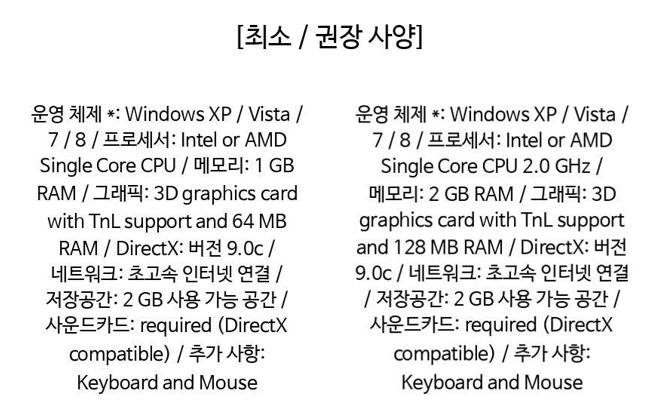 [최소 / 권장 사양]
운영 체제 *: Windows XP / Vista /
7 / 8 / 프로세서: Intel or AMD
Single Core CPU / 메모리: 1 GB
RAM / 그래픽: 3D graphics card
with TnL support and 64 MB
RAM / DirectX: 버전 9.0c /
네트워크: 초고속 인터넷 연결 /
저장공간: 2 GB 사용 가능 공간 /
사운드카드: required (DirectX
compatible) / 추가 사항:
Keyboard and Mouse
운영 체제 *: Windows XP / Vista /
7 / 8 / 프로세서: Intel or AMD
Single Core CPU 2.0 GHz /
메모리: 2 GB RAM / 그래픽: 3D
graphics card with TnL support
and 128 MB RAM / DirectX: 버전
9.0c / 네트워크: 초고속 인터넷 연결
/ 저장공간: 2 GB 사용 가능 공간 /
사운드카드: required (DirectX
compatible) / 추가 사항:
Keyboard and Mouse